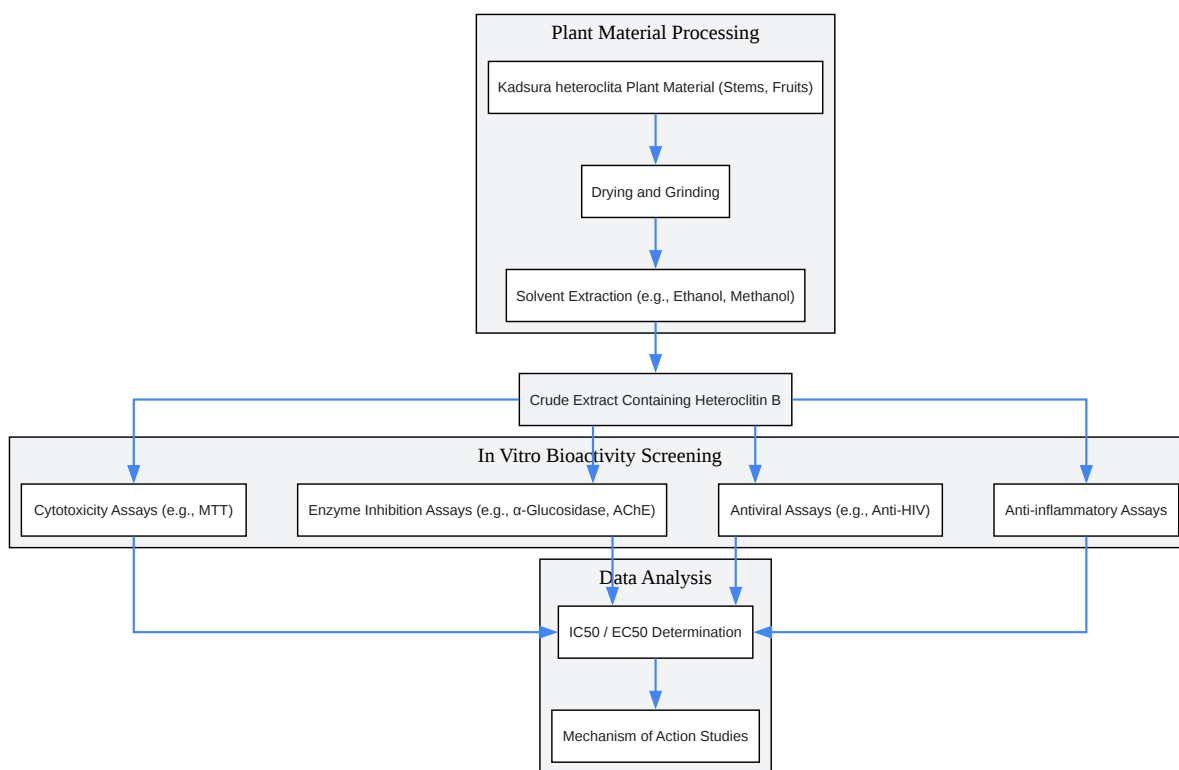 Plant Material Processing
Kadsura heteroclita Plant Material (Stems, Fruits)
Drying and Grinding
Solvent Extraction (e.g., Ethanol, Methanol)
Crude Extract Containing Heteroclitin B
In Vitro Bioactivity Screening
Cytotoxicity Assays (e.g., MTT)
Enzyme Inhibition Assays (e.g., α-Glucosidase, AChE)
Antiviral Assays (e.g., Anti-HIV)
Anti-inflammatory Assays
Data Analysis
IC50 / EC50 Determination
Mechanism of Action Studies